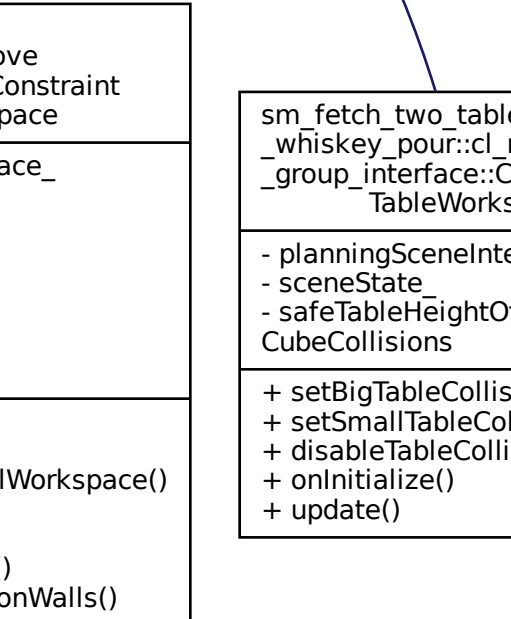 ove
Constraint
pace
ace_
lWorkspace()
)
onWalls()
sm_fetch_two_table
_whiskey_pour::cl_
_group_interface::C
TableWorks
- planningSceneInte
- sceneState_
- safeTableHeightO
CubeCollisions
+ setBigTableCollis
+ setSmallTableCol
+ disableTableColli
+ onInitialize()
+ update()